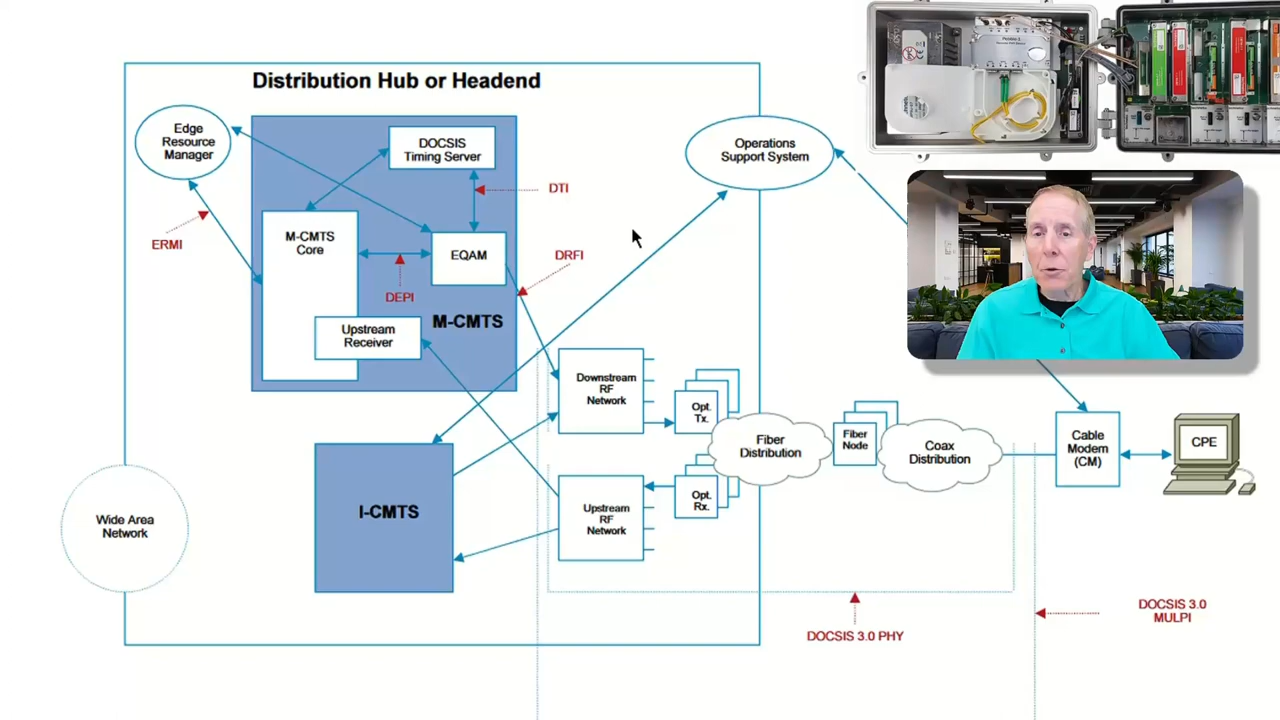 Distribution Hub or Headend
Edge
Resource
Manager
DOCSIS
Timing Server
Operations
Support System
DTI
M-CMTS
Core
ERMI
EQAM
DRFI
DEPI
M-CMTS
Upstream
Receiver
Downstream
RF
Network
Opt.
Tx.
Fiber
Distribution
Fiber
Node
Coax
Distribution
Cable
Modem
(CM)
CPE
I-CMTS
Upstream
RF
Network
Opt.
Rx.
Wide Area
Network
DOCSIS 3.0 PHY
DOCSIS 3.0
MULPI